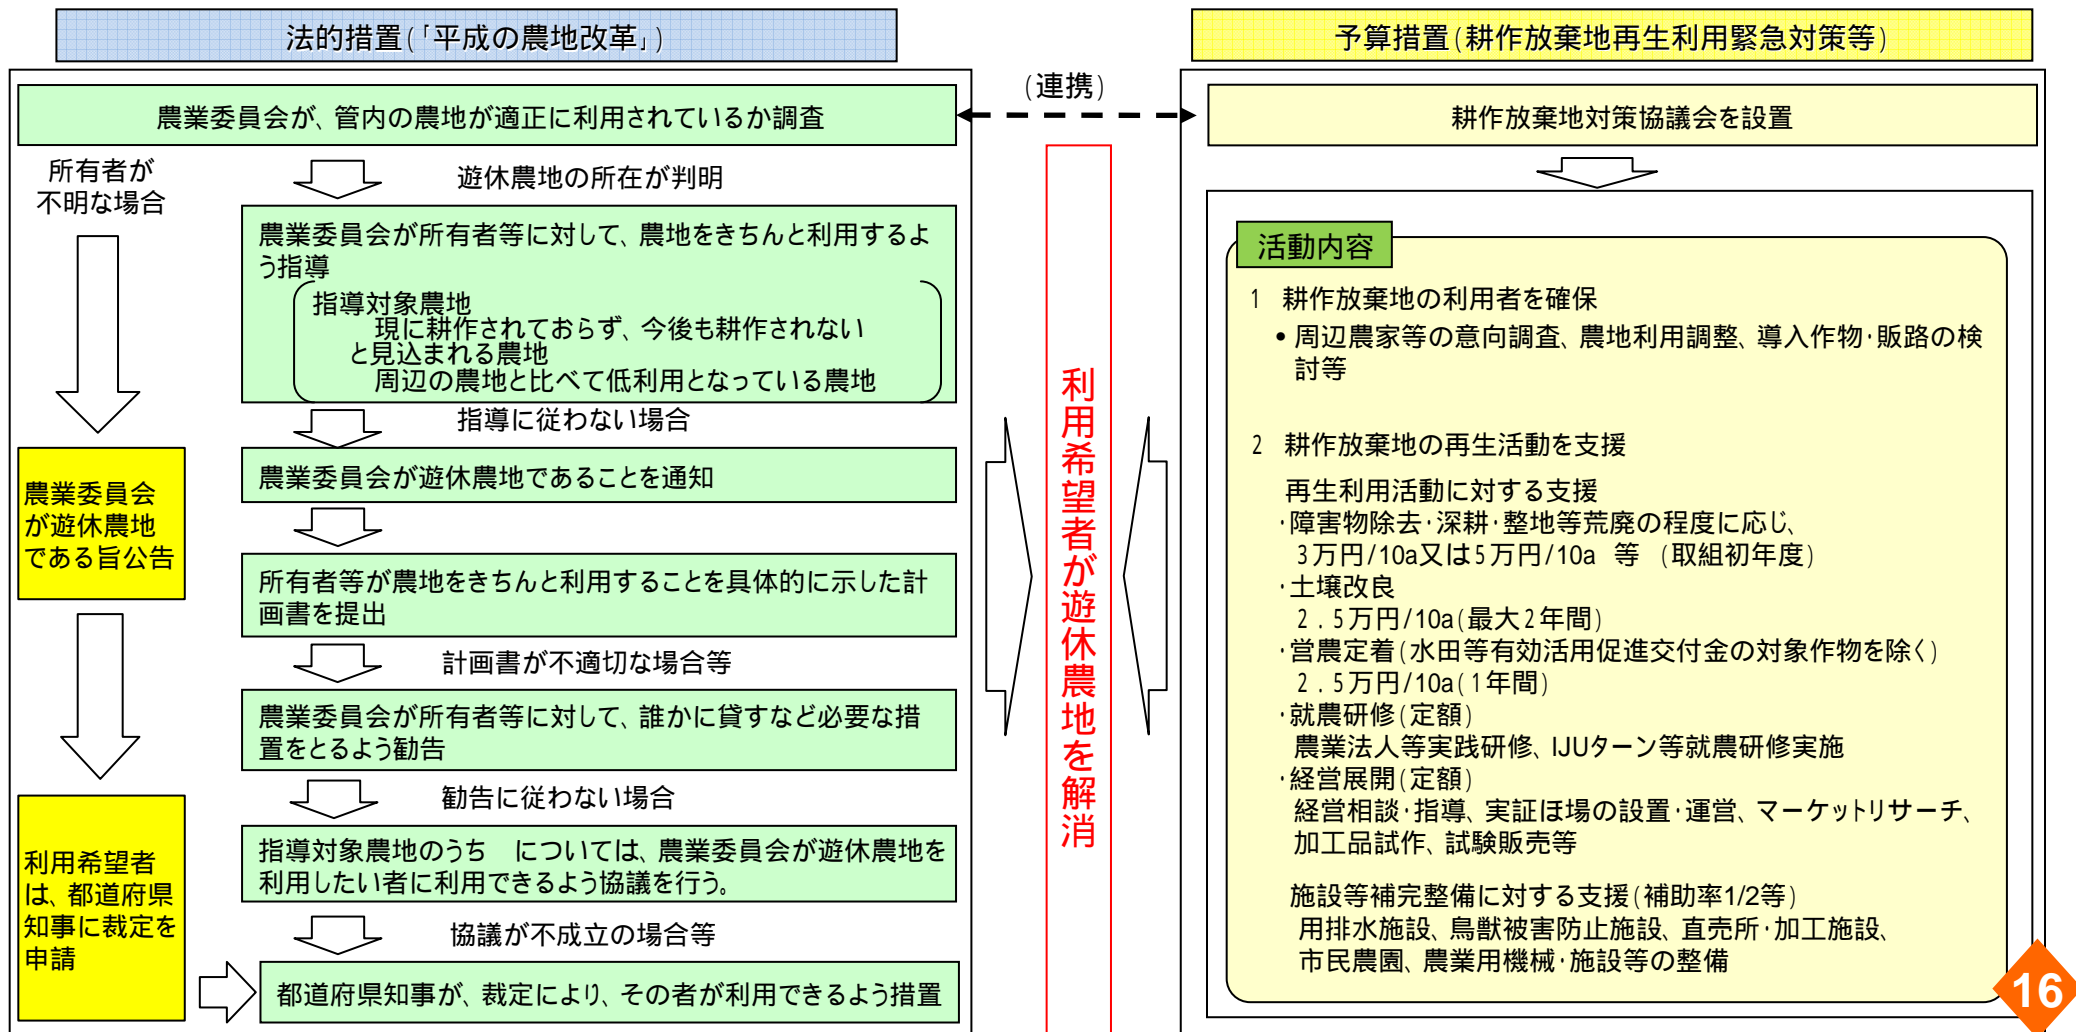 法的措置(「平成の農地改革」)
農業委員会が、管内の農地が適正に利用されているか調査
所有者が
不明な場合
遊休農地の所在が判明
農業委員会が所有者等に対して、農地をきちんと利用するよ
う指導
指導対象農地
現に耕作されておらず、今後も耕作されない
と見込まれる農地
周辺の農地と比べて低利用となっている農地
指導に従わない場合
農業委員会が遊休農地であることを通知
農業委員会
が遊休農地
である旨公告
所有者等が農地をきちんと利用することを具体的に示した計
画書を提出
計画書が不適切な場合等
農業委員会が所有者等に対して、誰かに貸すなど必要な措
置をとるよう勧告
勧告に従わない場合
指導対象農地のうち　については、農業委員会が遊休農地を
利用したい者に利用できるよう協議を行う。
利用希望者
は、都道府県
知事に裁定を
申請
協議が不成立の場合等
都道府県知事が、裁定により、その者が利用できるよう措置
(連携)
利用希望者が遊休農地を解消
予算措置(耕作放棄地再生利用緊急対策等)
耕作放棄地対策協議会を設置
活動内容
1　耕作放棄地の利用者を確保
•周辺農家等の意向調査、農地利用調整、導入作物・販路の検
討等
2　耕作放棄地の再生活動を支援
再生利用活動に対する支援
・障害物除去・深耕・整地等荒廃の程度に応じ、
3万円/10a又は5万円/10a 等 (取組初年度)
・土壌改良
2.5万円/10a(最大2年間)
・営農定着(水田等有効活用促進交付金の対象作物を除く)
2.5万円/10a(1年間)
・就農研修(定額)
農業法人等実践研修、IJUターン等就農研修実施
・経営展開(定額)
経営相談・指導、実証ほ場の設置・運営、マーケットリサーチ、
加工品試作、試験販売等
施設等補完整備に対する支援(補助率1/2等)
用排水施設、鳥獣被害防止施設、直売所・加工施設、
市民農園、農業用機械・施設等の整備
16